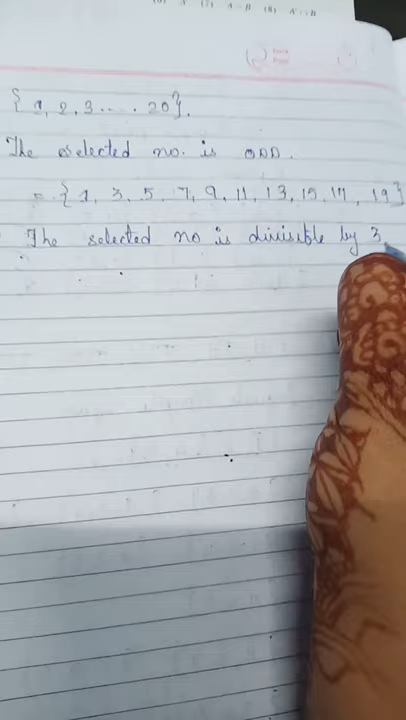 {1, 2, 3.... 20}.
The selected no. is ODD.
= {1, 3, 5, 7, 9, 11, 13, 15, 17, 19}
The selected no is divisible by 3